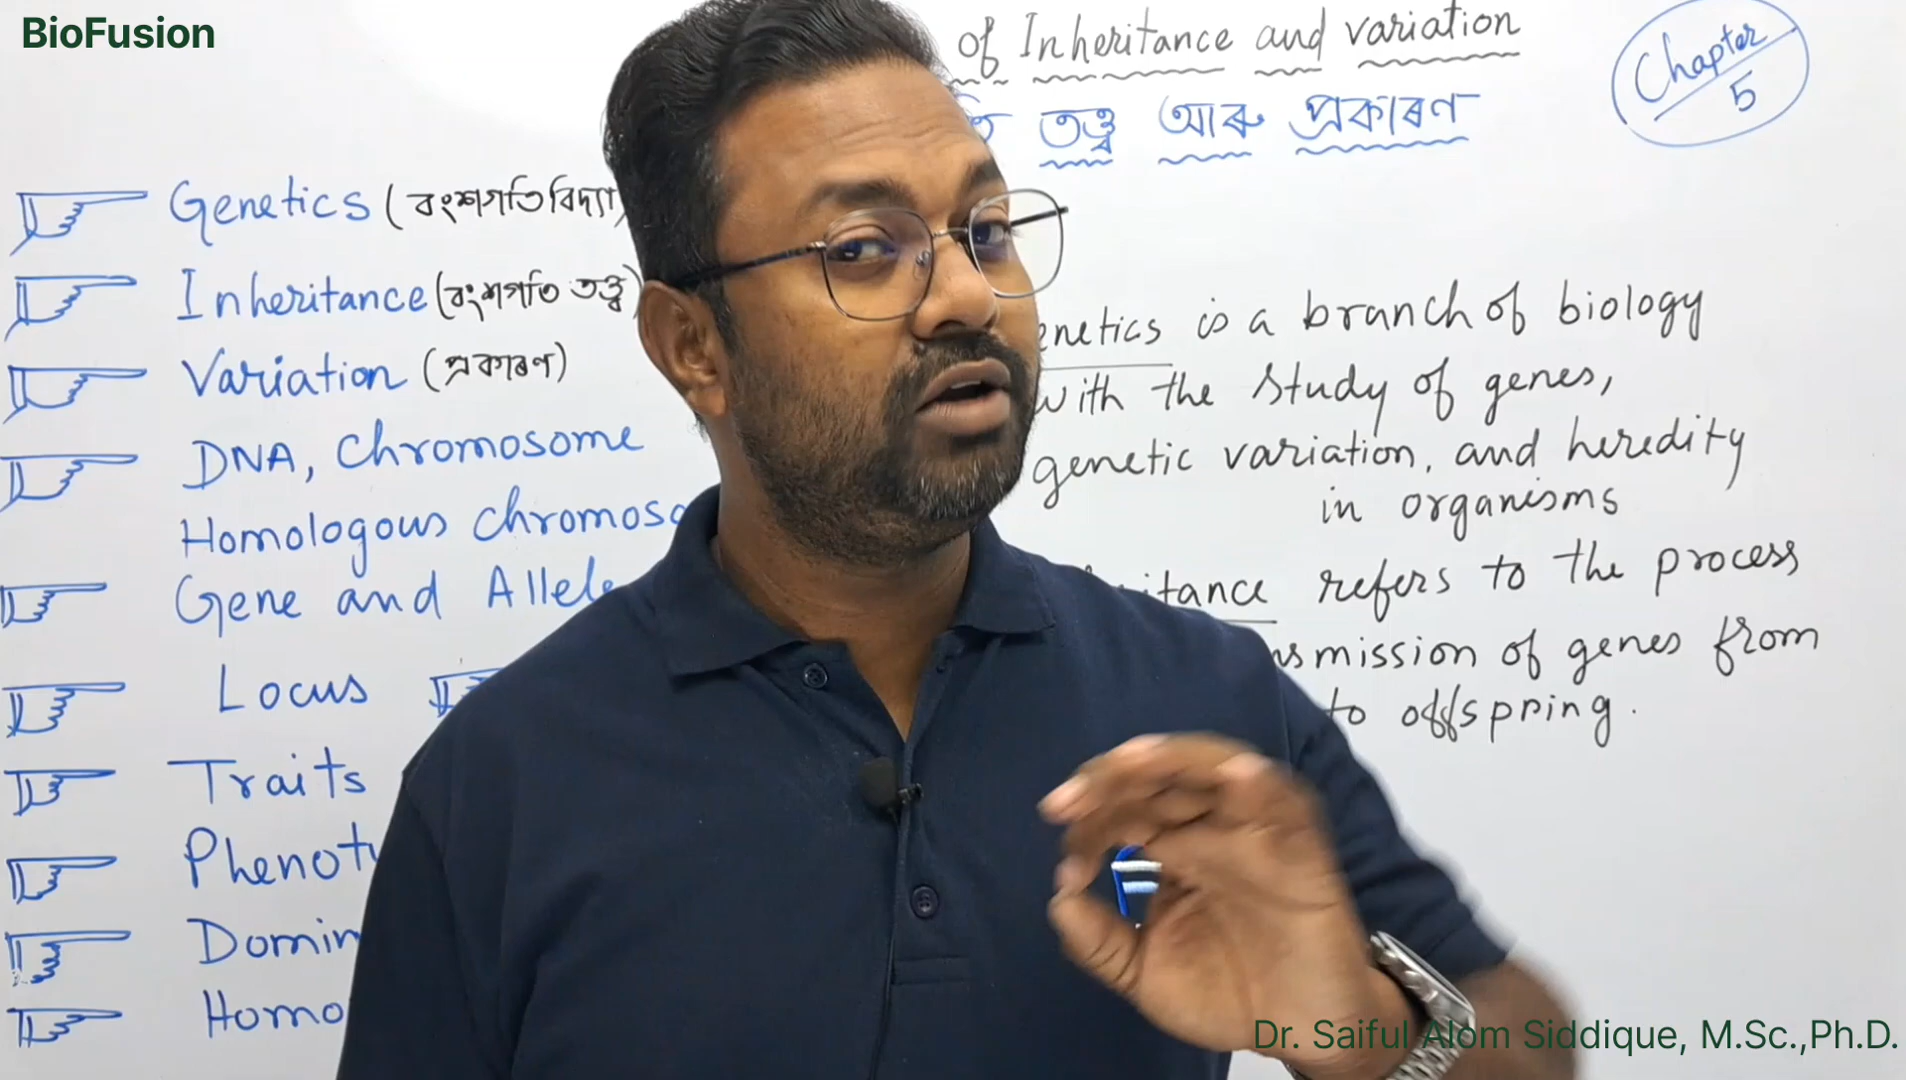 BioFusion
of Inheritance and variation
Chapter
5
তত্ত্ব আৰু প্ৰকাৰণ
Genetics (বংশগতিবিদ্যা)
Inheritance (বংশগতি তত্ত্ব)
Variation (প্ৰকাৰণ)
DNA, Chromosome
Homologous chromoso
Gene and Allele
Locus
Traits
Phenoty
Domin
Homo
enetics is a branch of biology
with the study of genes,
genetic variation, and heredity
in organisms
itance refers to the process
nsmission of genes from
to offspring.
Dr. Saiful Alom Siddique, M.Sc.,Ph.D.